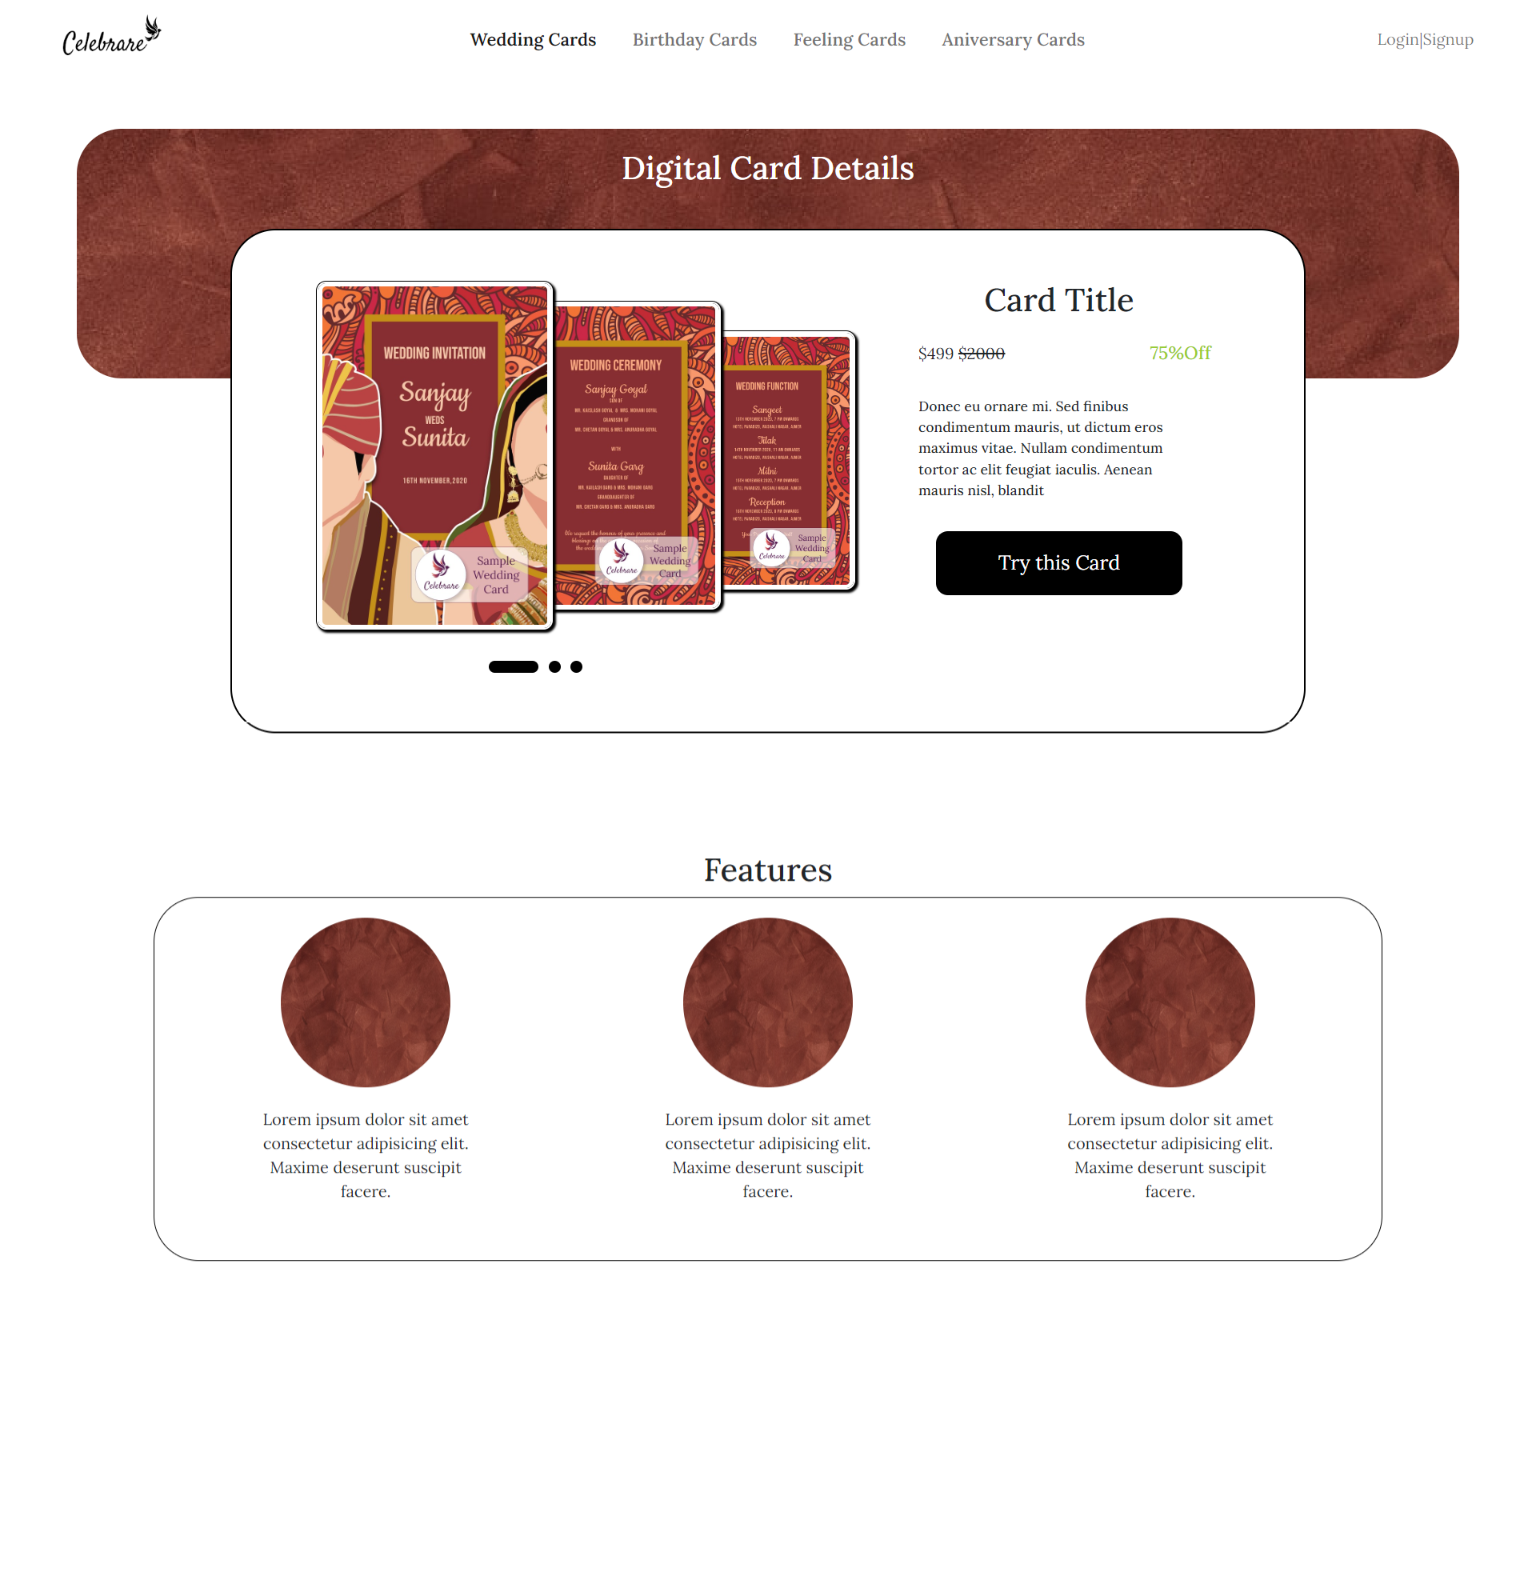 Celebrare
Wedding Cards
Birthday Cards
Feeling Cards
Aniversary Cards
Login|Signup
Digital Card Details
WEDDING INVITATION
Sanjay
WEDS
Sunita
16TH NOVEMBER,2020
Celebrare
Sample
Wedding
Card
WEDDING CEREMONY
Sanjay Goyal
SON OF
WITH
Sunita Garg
DAUGHTER OF
Celebrare
Sample
Wedding
Card
WEDDING FUNCTION
Sangeet
Tilak
Milni
Reception
Celebrare
Sample
Wedding
Card
Card Title
$499 $2000
75%Off
Donec eu ornare mi. Sed finibus
condimentum mauris, ut dictum eros
maximus vitae. Nullam condimentum
tortor ac elit feugiat iaculis. Aenean
mauris nisl, blandit
Try this Card
Features
Lorem ipsum dolor sit amet
consectetur adipisicing elit.
Maxime deserunt suscipit
facere.
Lorem ipsum dolor sit amet
consectetur adipisicing elit.
Maxime deserunt suscipit
facere.
Lorem ipsum dolor sit amet
consectetur adipisicing elit.
Maxime deserunt suscipit
facere.